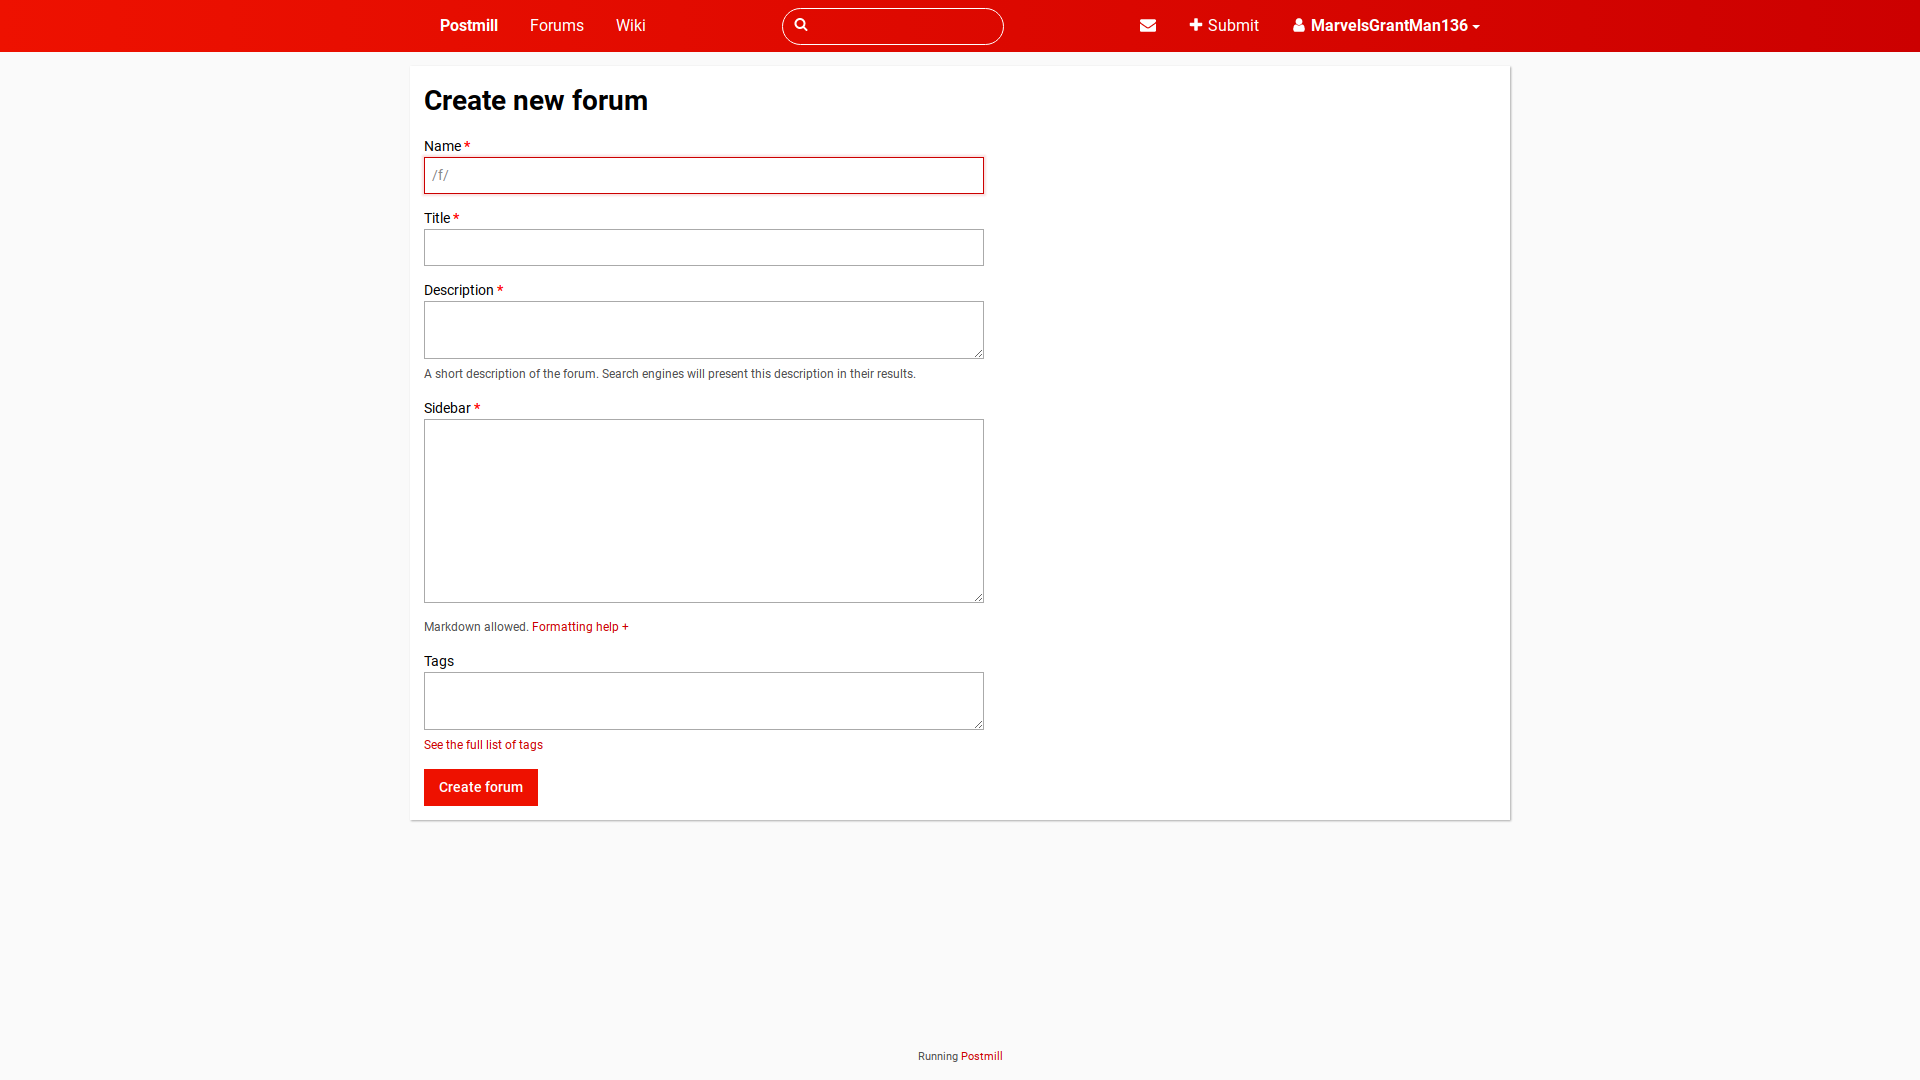 Postmill Forums Wiki Submit MarvelsGrantMan136
Create new forum
Name *
/f/
Title *
Description *
A short description of the forum. Search engines will present this description in their results.
Sidebar *
Markdown allowed. Formatting help +
Tags
See the full list of tags
Create forum
Running Postmill